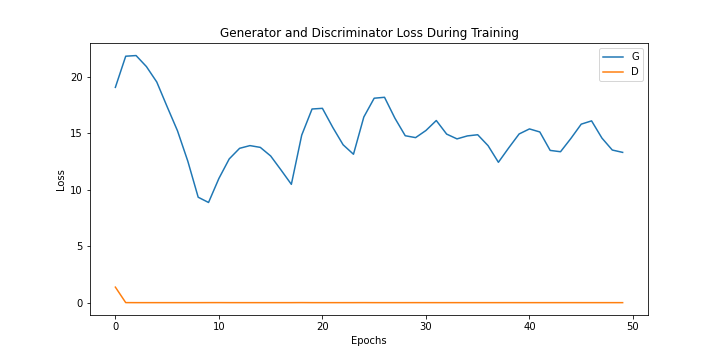 Generator and Discriminator Loss During Training
G
D
Loss
20
15
10
5
0
0 10 20 30 40 50
Epochs